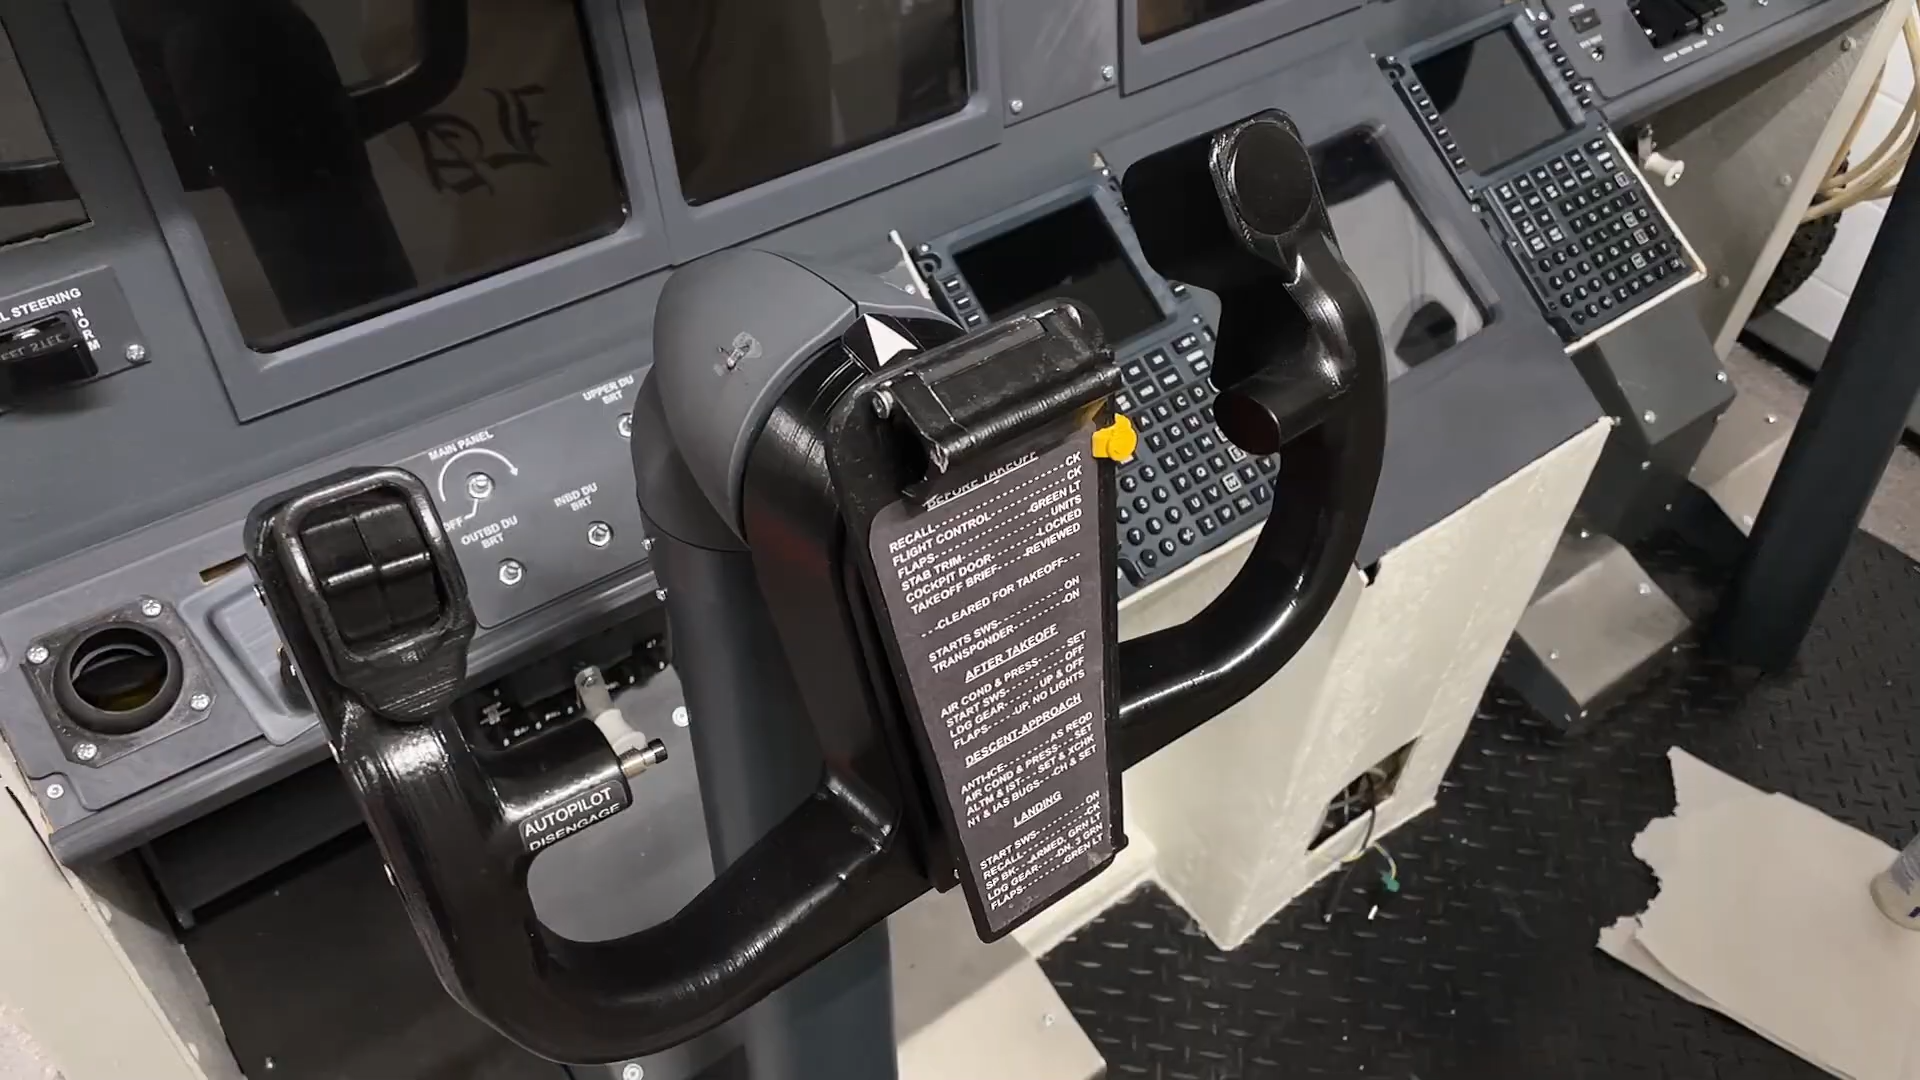 L STEERING
NORM
UPPER DU
BRT
MAIN PANEL
OFF
OUTBD DU
BRT
INBD DU
BRT
AUTOPILOT
DISENGAGE
BEFORE TAKEOFF
RECALL-----CK
FLIGHT CONTROL-----CK
FLAPS-----GREEN LT
STAB TRIM-----UNITS
COCKPIT DOOR-----LOCKED
TAKEOFF BRIEF-----REVIEWED
---CLEARED FOR TAKEOFF---
STARTS SWS-----ON
TRANSPONDER-----ON
AFTER TAKEOFF
AIR COND & PRESS-----SET
START SWS-----OFF
LDG GEAR-----UP & OFF
FLAPS-----UP, NO LIGHTS
DESCENT-APPROACH
ANTI-ICE-----AS REQD
AIR COND & PRESS---SET
ALTM & IST---SET & XCHK
N1 & IAS BUGS---CH & SET
LANDING
START SWS-----ON
RECALL-----CK
SP BK--ARMED, GRN LT
LDG GEAR----DN, 3 GRN
FLAPS-----GREN LT